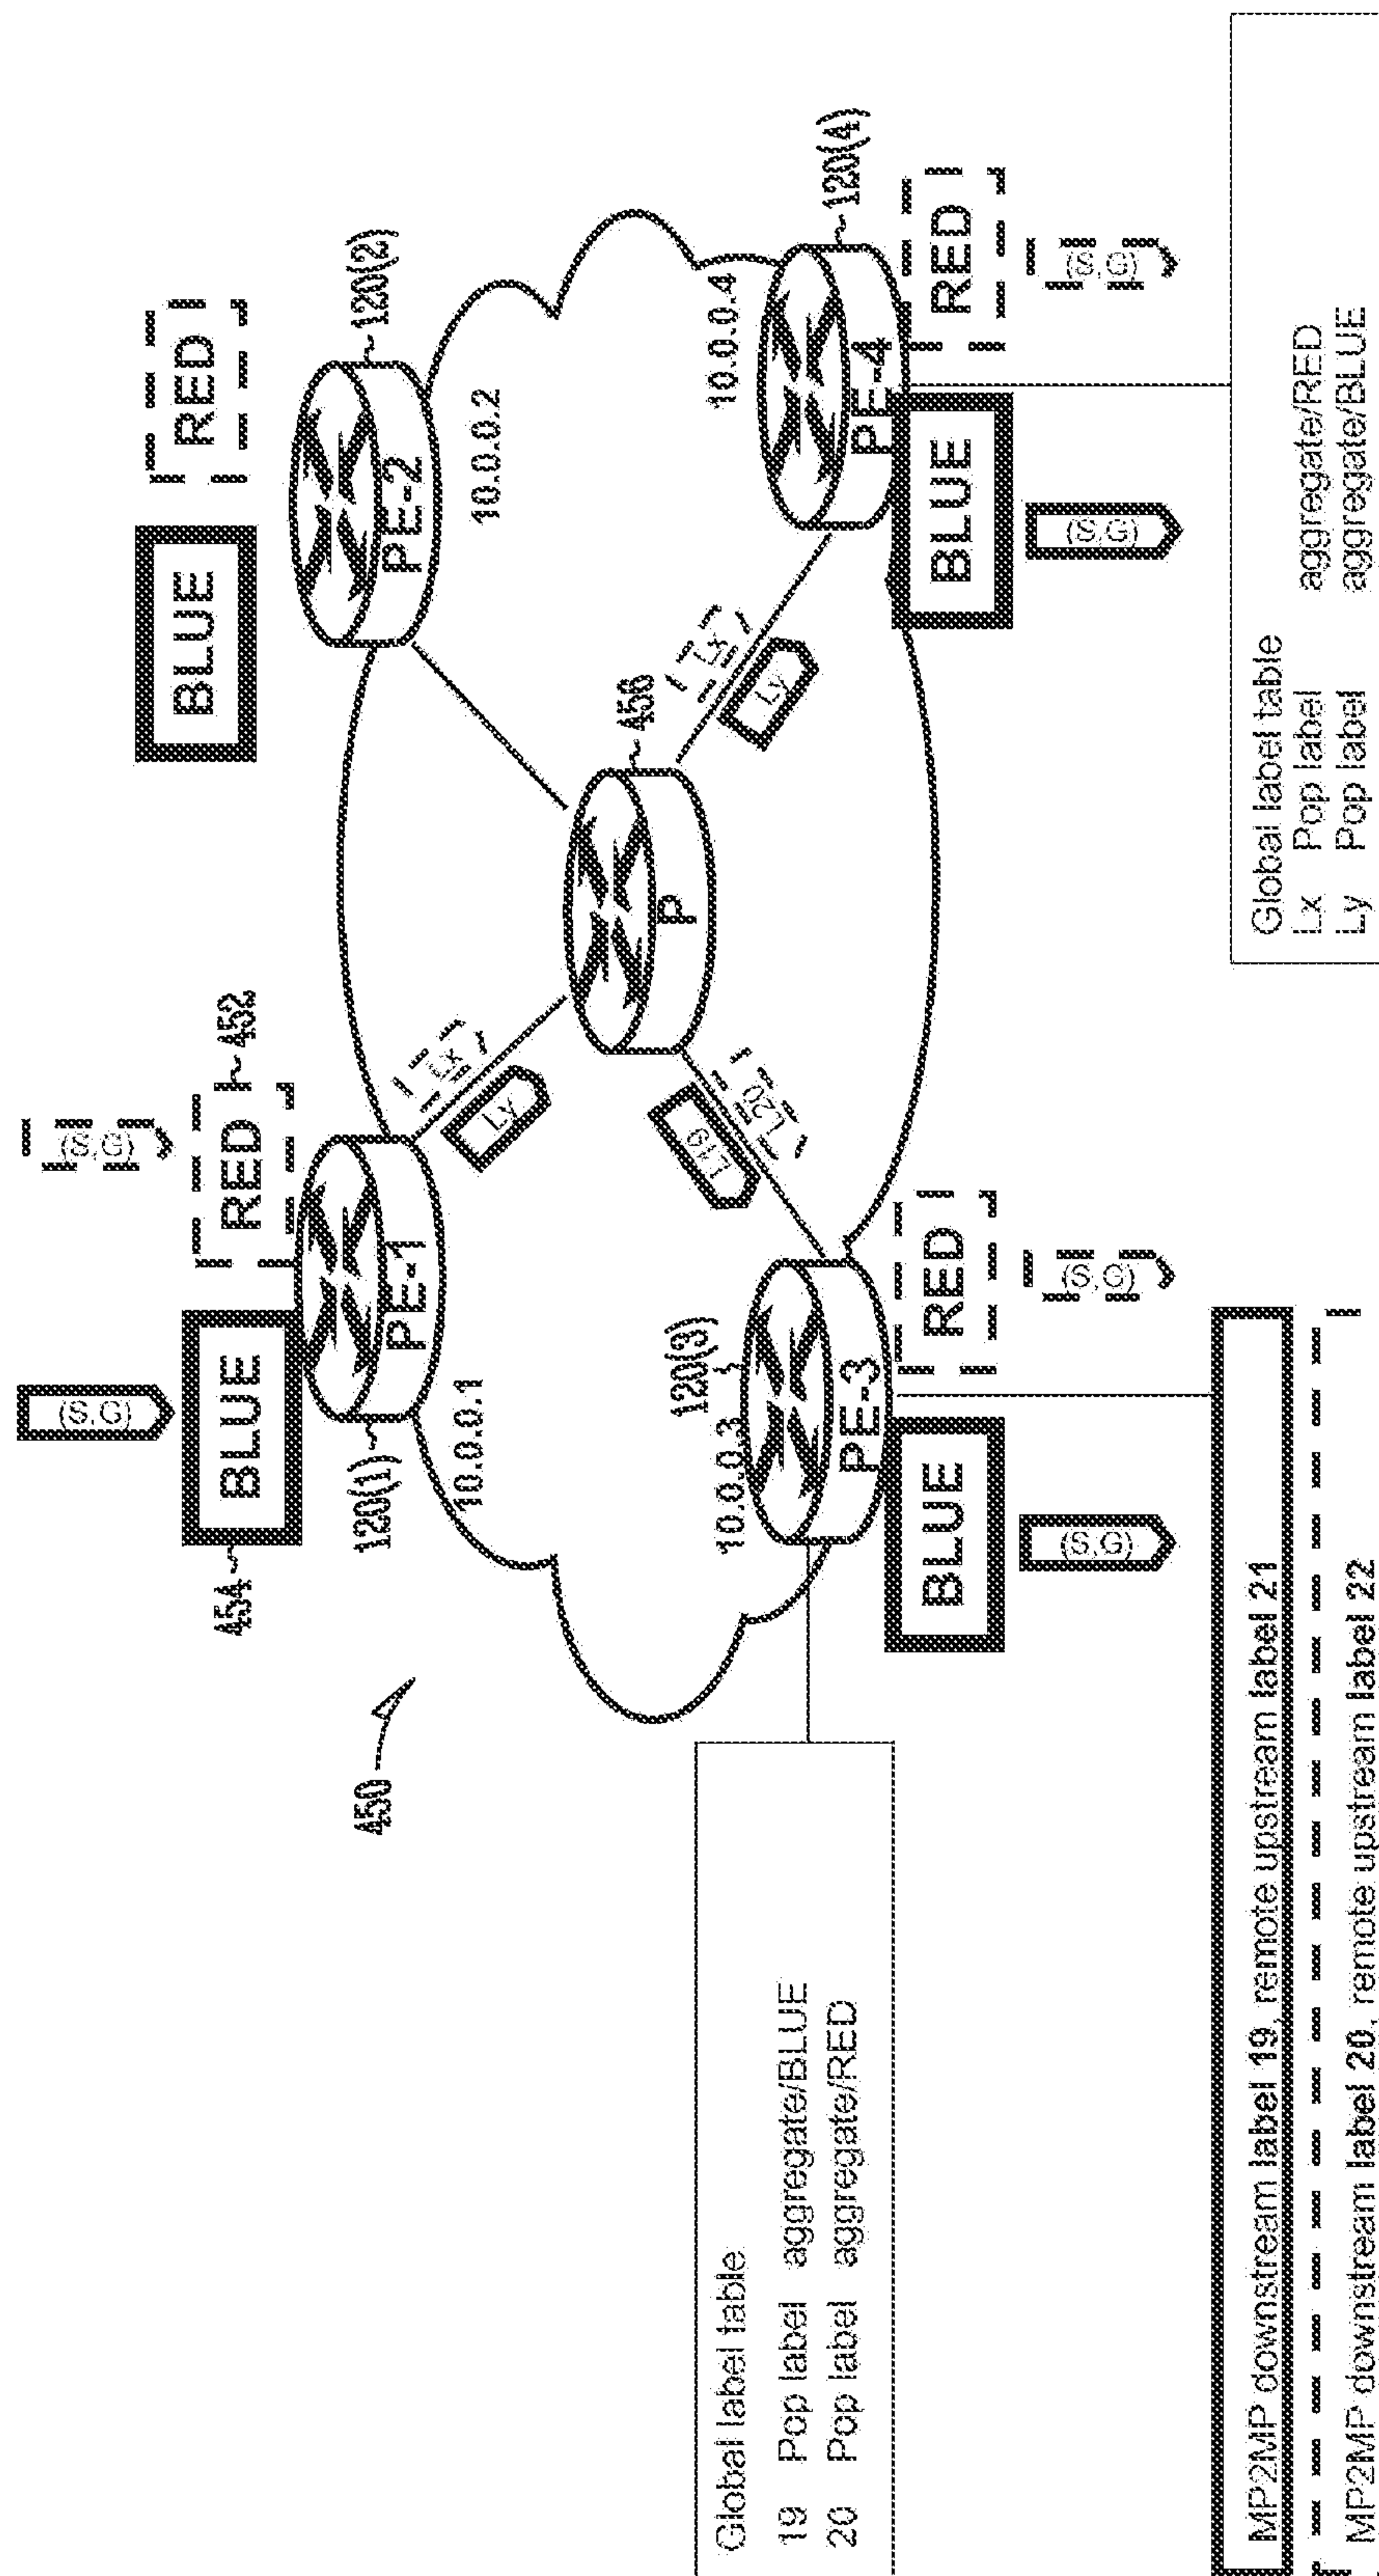 450
(S,G)
(S,G)
454
BLUE
RED
452
120(1)
PE-1
10.0.0.1
BLUE
RED
PE-2
120(2)
10.0.0.2
Lx
Ly
P
456
L19
L20
Lx
Ly
120(3)
10.0.0.3
PE-3
BLUE
RED
(S,G)
(S,G)
10.0.0.4
PE-4
120(4)
BLUE
RED
(S,G)
(S,G)
Global label table
19 Pop label aggregate/BLUE
20 Pop label aggregate/RED
MP2MP downstream label 19, remote upstream label 21
MP2MP downstream label 20, remote upstream label 22
Global label table
Lx Pop label aggregate/RED
Ly Pop label aggregate/BLUE